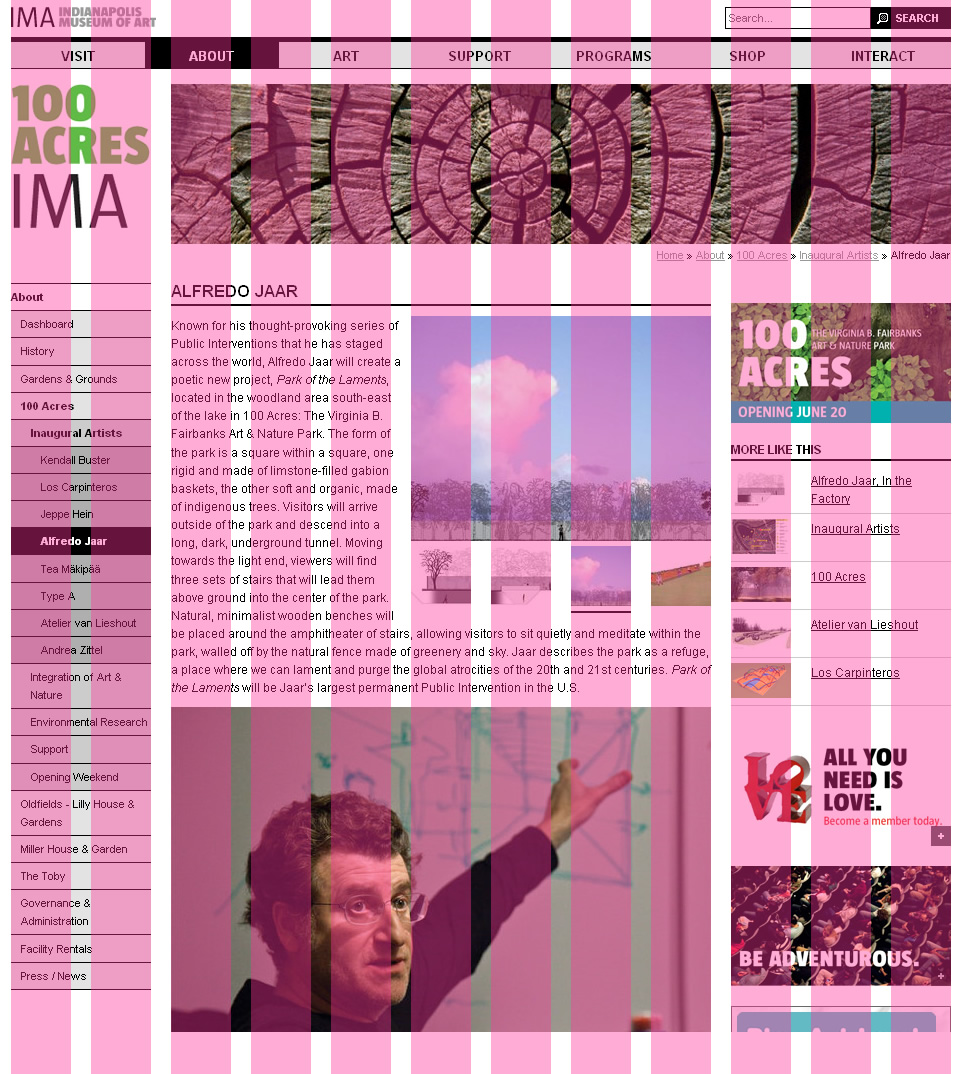 IMA INDIANAPOLIS
MUSEUM OF ART
Search...
SEARCH
VISIT
ABOUT
ART
SUPPORT
PROGRAMS
SHOP
INTERACT
100
ACRES
IMA
Home » About » 100 Acres » Inaugural Artists » Alfredo Jaar
About
Dashboard
History
Gardens & Grounds
100 Acres
Inaugural Artists
Kendall Buster
Los Carpinteros
Jeppe Hein
Alfredo Jaar
Tea Mäkipää
Type A
Atelier van Lieshout
Andrea Zittel
Integration of Art &
Nature
Environmental Research
Support
Opening Weekend
Oldfields - Lilly House &
Gardens
Miller House & Garden
The Toby
Governance &
Administration
Facility Rentals
Press / News
ALFREDO JAAR
Known for his thought-provoking series of
Public Interventions that he has staged
across the world, Alfredo Jaar will create a
poetic new project, Park of the Laments,
located in the woodland area south-east
of the lake in 100 Acres: The Virginia B.
Fairbanks Art & Nature Park. The form of
the park is a square within a square, one
rigid and made of limstone-filled gabion
baskets, the other soft and organic, made
of indigenous trees. Visitors will arrive
outside of the park and descend into a
long, dark, underground tunnel. Moving
towards the light end, viewers will find
three sets of stairs that will lead them
above ground into the center of the park.
Natural, minimalist wooden benches will
be placed around the amphitheater of stairs, allowing visitors to sit quietly and meditate within the
park, walled off by the natural fence made of greenery and sky. Jaar describes the park as a refuge,
a place where we can lament and purge the global atrocities of the 20th and 21st centuries. Park of
the Laments will be Jaar's largest permanent Public Intervention in the U.S.
100
ACRES
THE VIRGINIA B. FAIRBANKS
ART & NATURE PARK
OPENING JUNE 20
MORE LIKE THIS
Alfredo Jaar, In the
Factory
Inaugural Artists
100 Acres
Atelier van Lieshout
Los Carpinteros
LOVE
ALL YOU
NEED IS
LOVE.
Become a member today.
+
BE ADVENTUROUS.
+